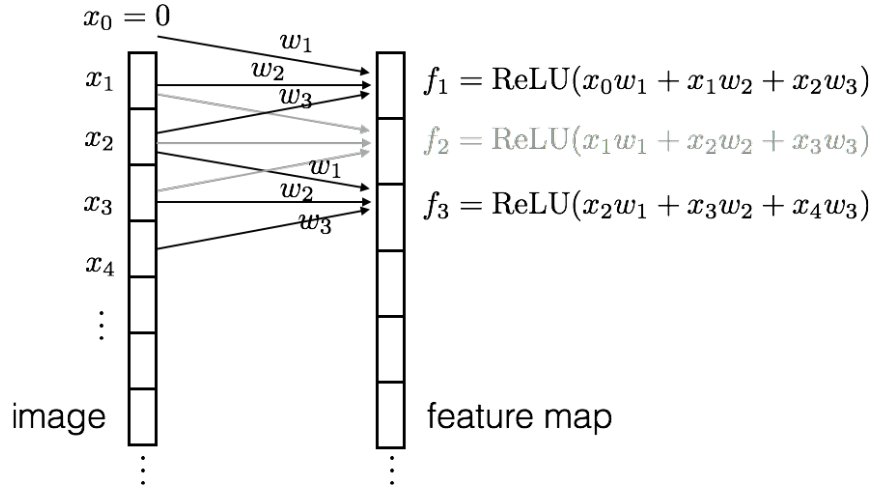 x₀ = 0
w₁
x₁
w₂
f₁ = ReLU(x₀w₁ + x₁w₂ + x₂w₃)
w₃
x₂
f₂ = ReLU(x₁w₁ + x₂w₂ + x₃w₃)
w₁
w₂
x₃
f₃ = ReLU(x₂w₁ + x₃w₂ + x₄w₃)
w₃
x₄
⋮
image
feature map
⋮
⋮